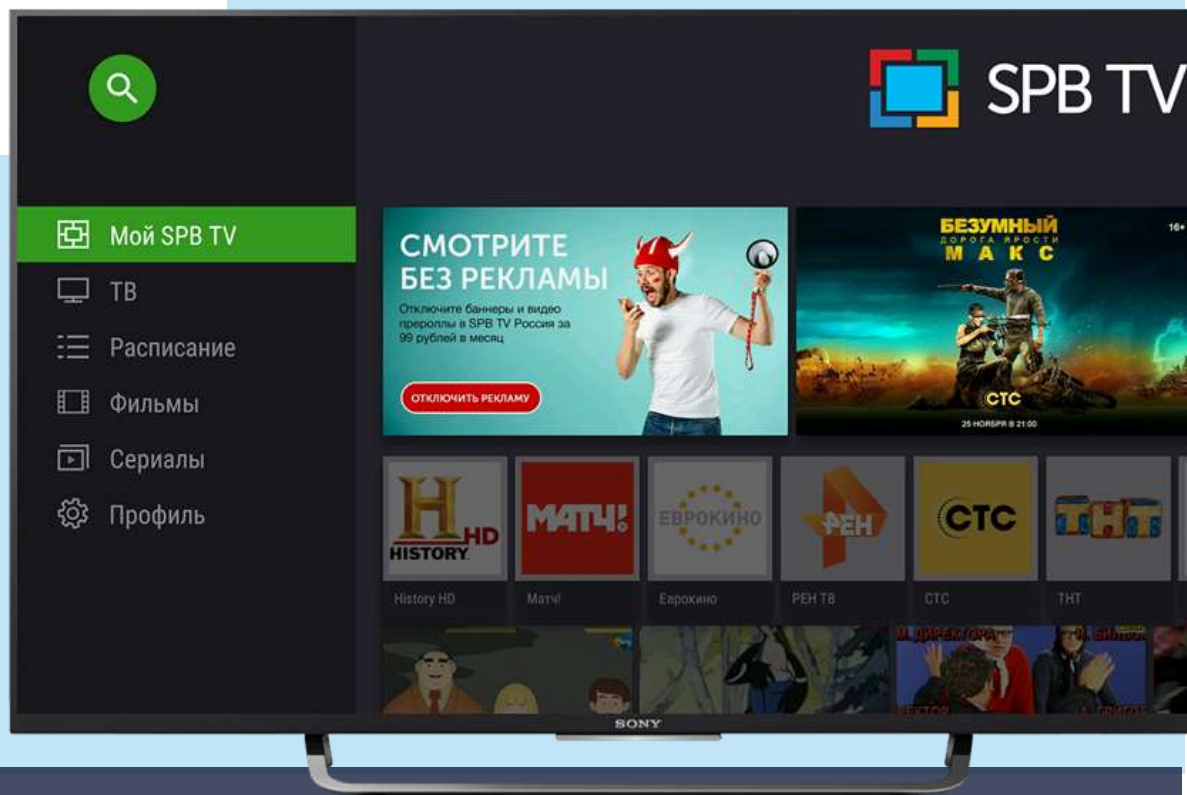 SPB TV
Мой SPB TV
ТВ
Расписание
Фильмы
Сериалы
Профиль
СМОТРИТЕ
БЕЗ РЕКЛАМЫ
Отключите баннеры и видео
прероллы в SPB TV Россия за
99 рублей в месяц
ОТКЛЮЧИТЬ РЕКЛАМУ
БЕЗУМНЫЙ
ДОРОГА ЯРОСТИ
МАКС
16+
СТС
25 НОЯБРЯ В 21:00
H HD
HISTORY
МАТЧ!
ЕВРОКИНО
РЕН
СТС
ТНТ
History HD
Матч!
Еврокино
РЕН ТВ
СТС
ТНТ
М. ДИРЕКТОРА
SONY